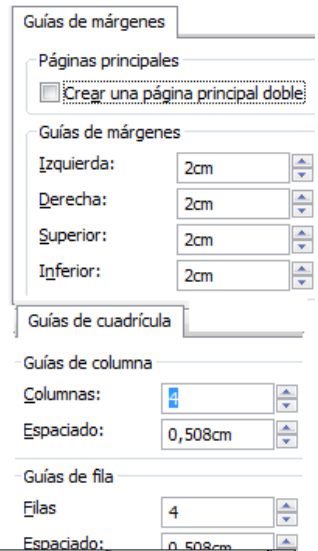 Guías de márgenes
Páginas principales
Crear una página principal doble
Guías de márgenes
Izquierda: 2cm
Derecha: 2cm
Superior: 2cm
Inferior: 2cm
Guías de cuadrícula
Guías de columna
Columnas: 4
Espaciado: 0,508cm
Guías de fila
Filas 4
Espaciado: 0,508cm